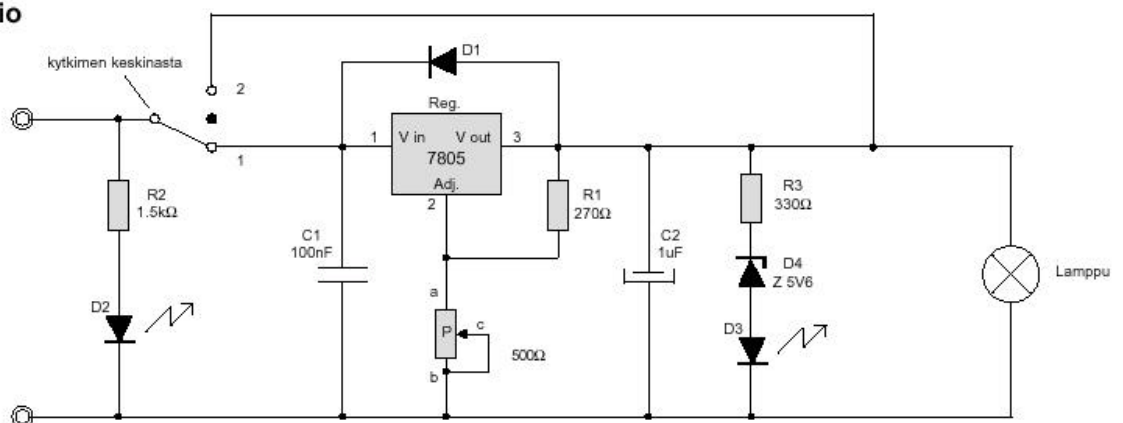 io
kytkimen keskinasta
2
1
D1
Reg.
1
V in
V out
3
7805
Adj.
2
R2
1.5kΩ
C1
100nF
R1
270Ω
C2
1uF
R3
330Ω
D4
Z 5V6
D2
D3
a
P
c
b
500Ω
Lamppu